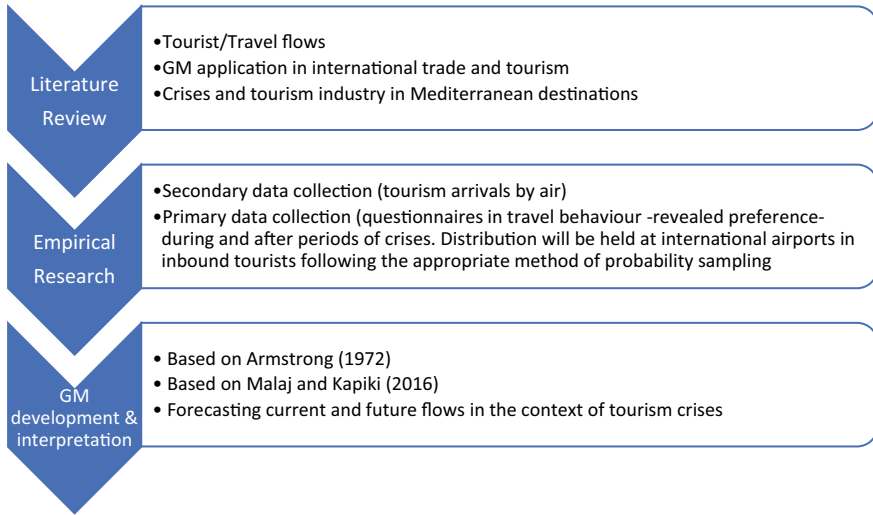 Literature
Review
•Tourist/Travel flows
•GM application in international trade and tourism
•Crises and tourism industry in Mediterranean destinations
Empirical
Research
•Secondary data collection (tourism arrivals by air)
•Primary data collection (questionnaires in travel behaviour -revealed preference-
during and after periods of crises. Distribution will be held at international airports in
inbound tourists following the appropriate method of probability sampling
GM
development &
interpretation
• Based on Armstrong (1972)
• Based on Malaj and Kapiki (2016)
• Forecasting current and future flows in the context of tourism crises